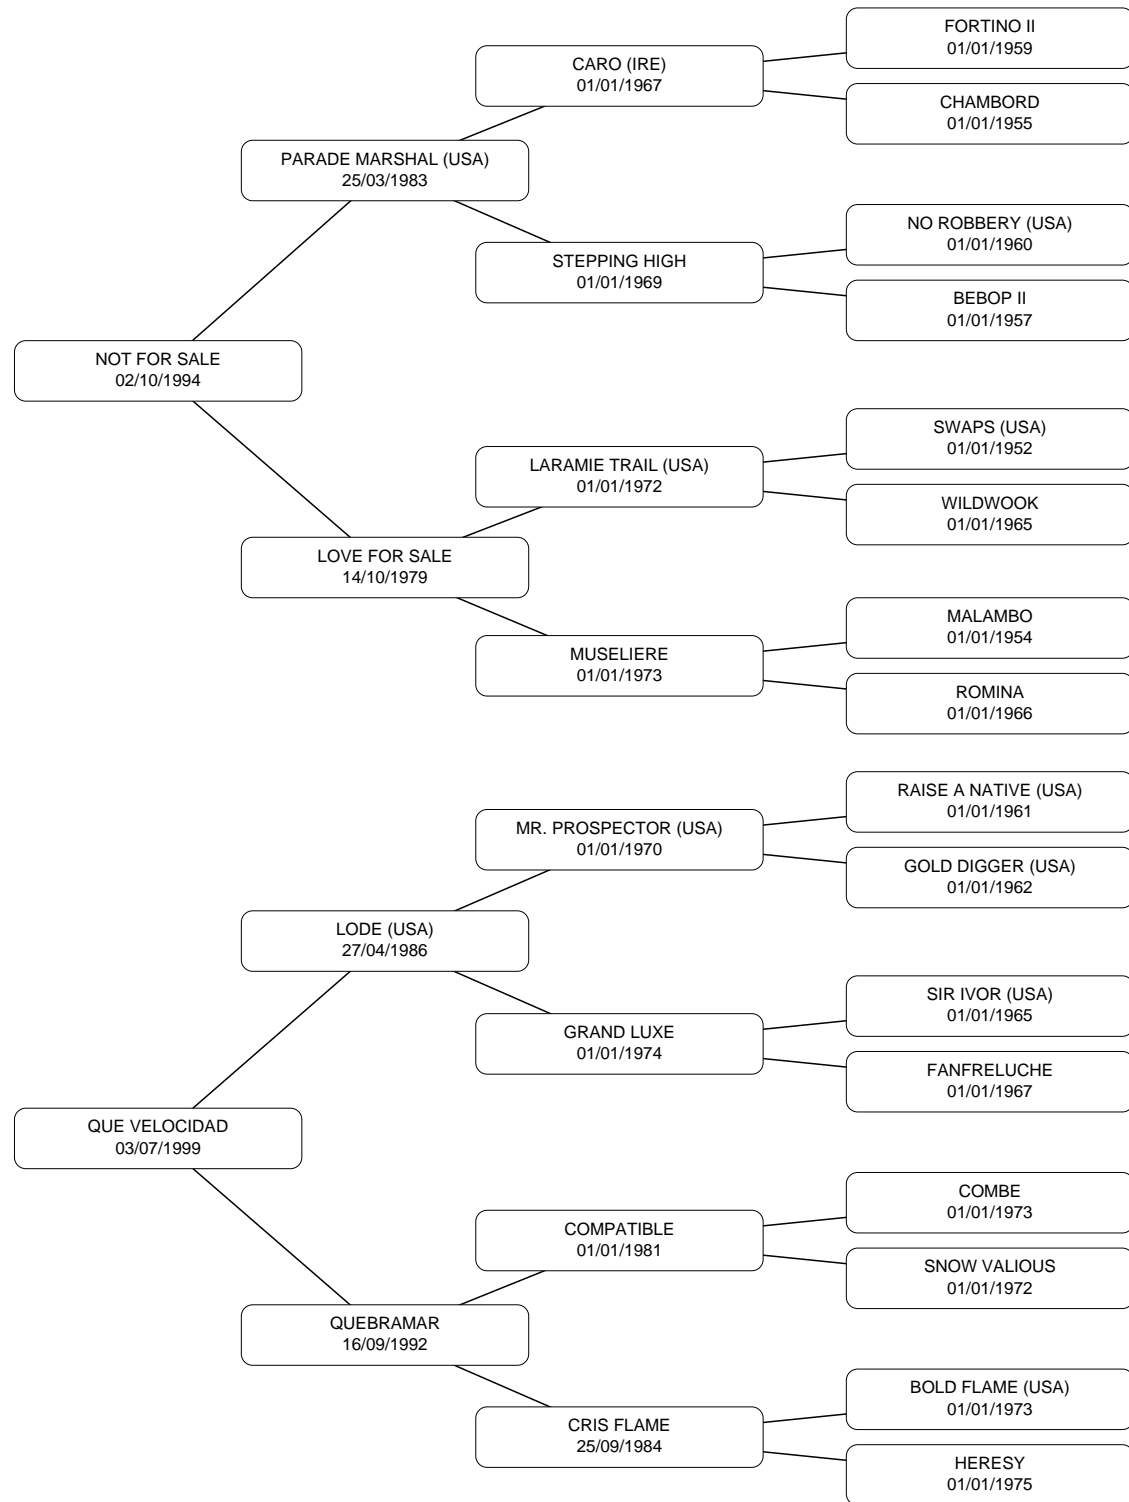 FORTINO II
01/01/1959
CARO (IRE)
01/01/1967
CHAMBORD
01/01/1955
PARADE MARSHAL (USA)
25/03/1983
NO ROBBERY (USA)
01/01/1960
STEPPING HIGH
01/01/1969
BEBOP II
01/01/1957
NOT FOR SALE
02/10/1994
SWAPS (USA)
01/01/1952
LARAMIE TRAIL (USA)
01/01/1972
WILDWOOK
01/01/1965
LOVE FOR SALE
14/10/1979
MALAMBO
01/01/1954
MUSELIERE
01/01/1973
ROMINA
01/01/1966
RAISE A NATIVE (USA)
01/01/1961
MR. PROSPECTOR (USA)
01/01/1970
GOLD DIGGER (USA)
01/01/1962
LODE (USA)
27/04/1986
SIR IVOR (USA)
01/01/1965
GRAND LUXE
01/01/1974
FANFRELUCHE
01/01/1967
QUE VELOCIDAD
03/07/1999
COMBE
01/01/1973
COMPATIBLE
01/01/1981
SNOW VALIOUS
01/01/1972
QUEBRAMAR
16/09/1992
BOLD FLAME (USA)
01/01/1973
CRIS FLAME
25/09/1984
HERESY
01/01/1975